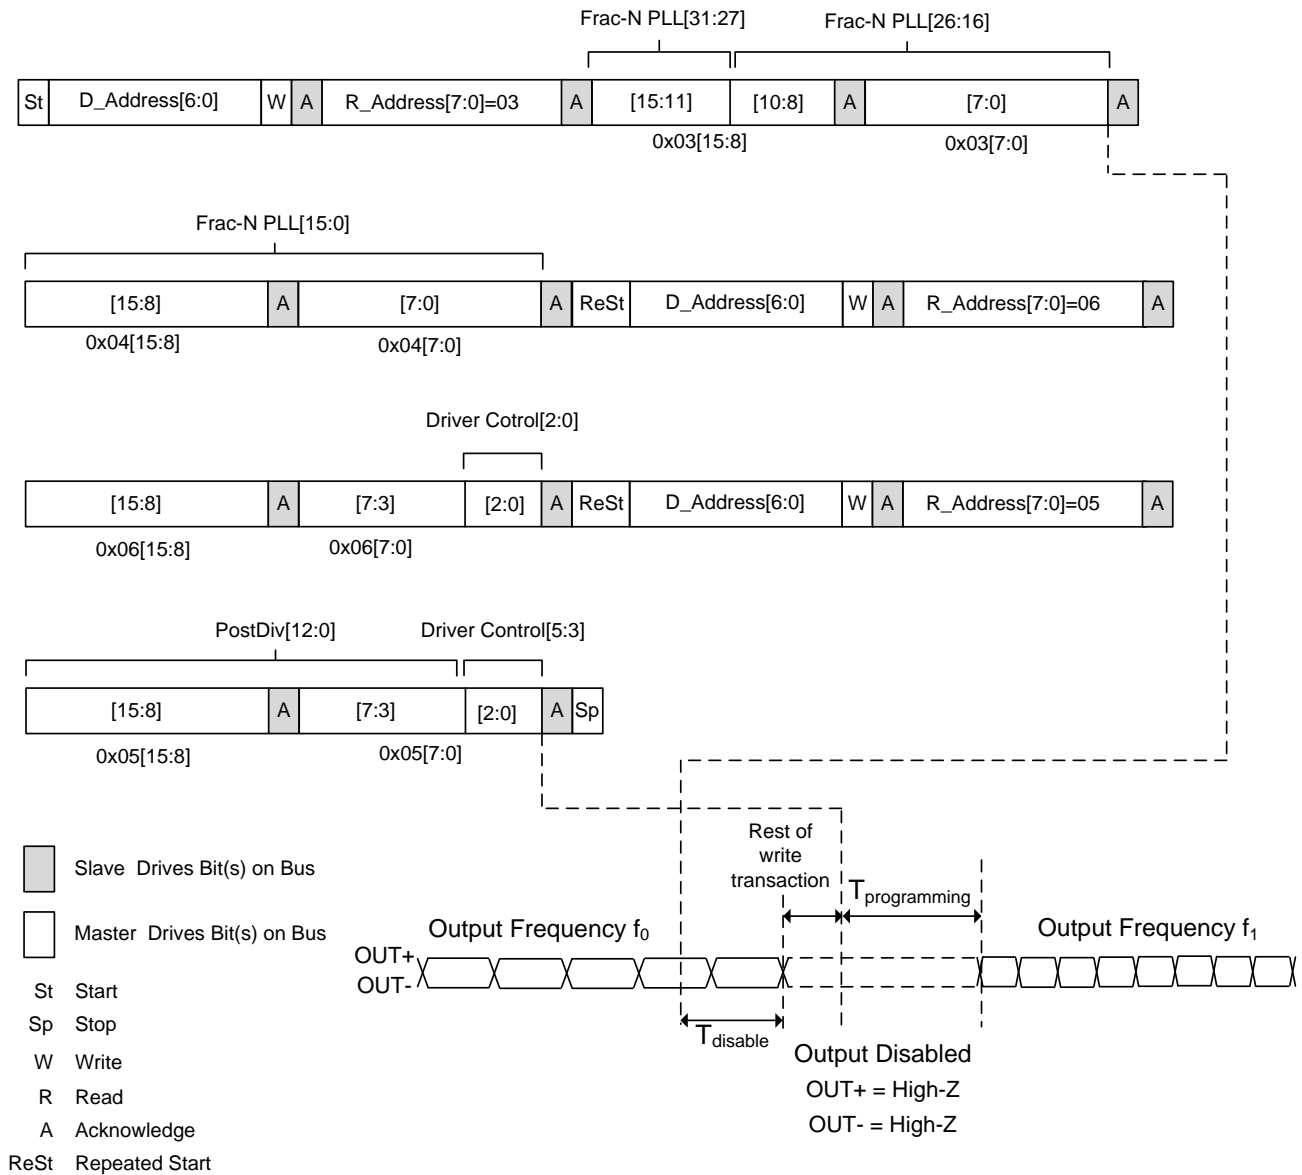 Frac-N PLL[31:27] Frac-N PLL[26:16]
St D_Address[6:0] W A R_Address[7:0]=03 A [15:11] [10:8] A [7:0] A
0x03[15:8] 0x03[7:0]
Frac-N PLL[15:0]
[15:8] A [7:0] A ReSt D_Address[6:0] W A R_Address[7:0]=06 A
0x04[15:8] 0x04[7:0]
Driver Cotrol[2:0]
[15:8] A [7:3] [2:0] A ReSt D_Address[6:0] W A R_Address[7:0]=05 A
0x06[15:8] 0x06[7:0]
PostDiv[12:0] Driver Control[5:3]
[15:8] A [7:3] [2:0] A Sp
0x05[15:8] 0x05[7:0]
Slave Drives Bit(s) on Bus
Master Drives Bit(s) on Bus
St Start
Sp Stop
W Write
R Read
A Acknowledge
ReSt Repeated Start
Rest of
write
transaction
Tprogramming
Output Frequency f0
Output Frequency f1
OUT+
OUT-
Tdisable
Output Disabled
OUT+ = High-Z
OUT- = High-Z